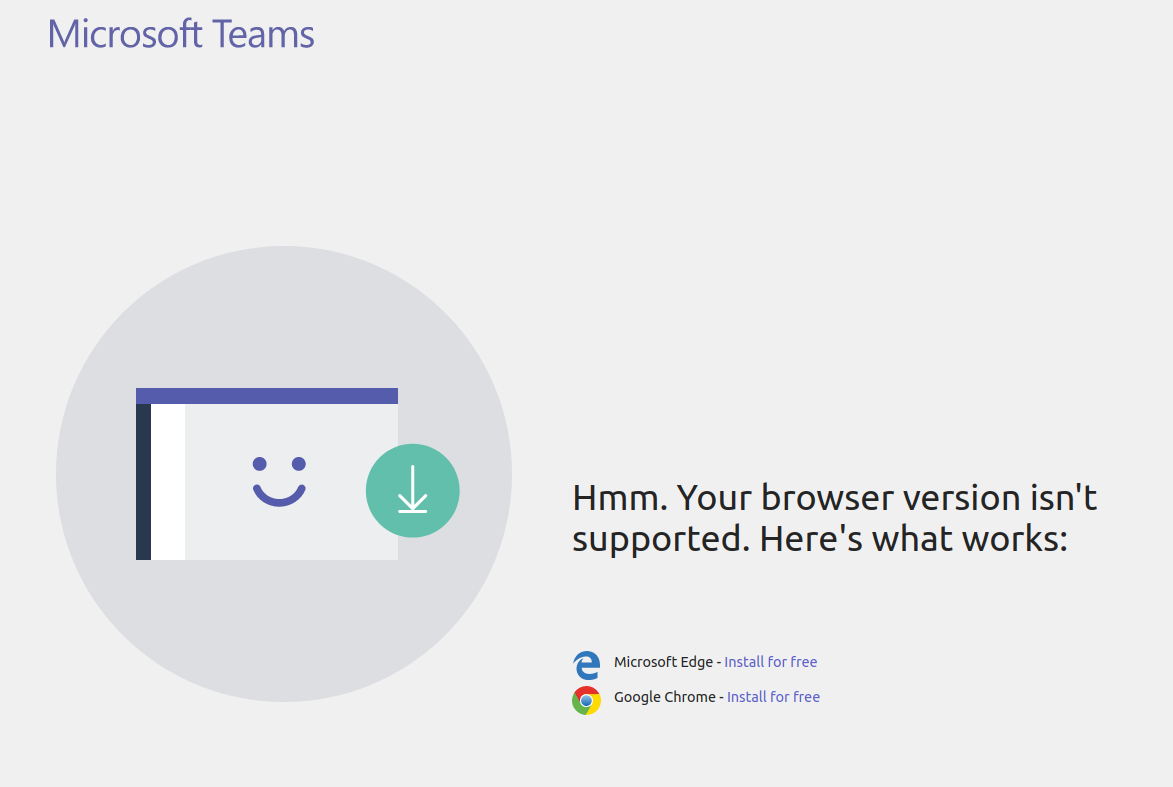 Microsoft Teams
Hmm. Your browser version isn't
supported. Here's what works:
Microsoft Edge - Install for free
Google Chrome - Install for free